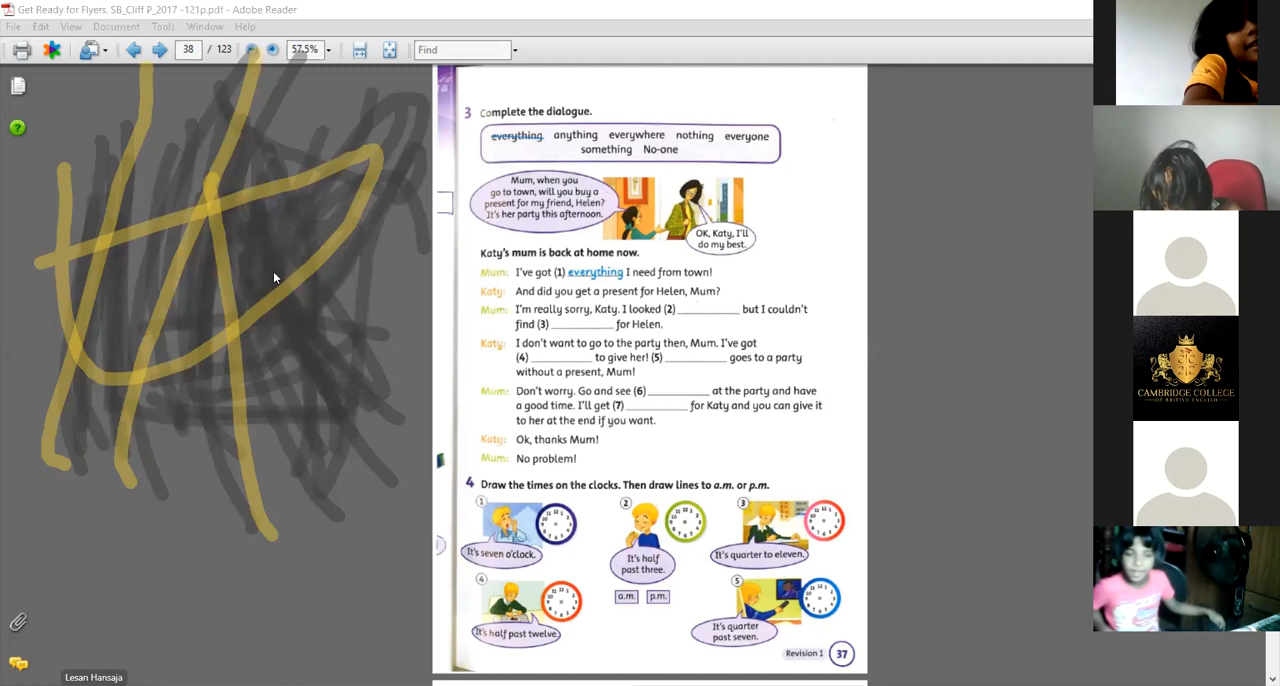 Get Ready for Flyers. SB_Cliff P_2017 -121p.pdf - Adobe Reader
File Edit View Document Tools Window Help
38 / 123 57.5% Find
3 Complete the dialogue.
everything anything everywhere nothing everyone
something No-one
Mum, when you
go to town, will you buy a
present for my friend, Helen?
It's her party this afternoon.
OK, Katy, I'll
do my best.
Katy's mum is back at home now.
Mum: I've got (1) everything I need from town!
Katy: And did you get a present for Helen, Mum?
Mum: I'm really sorry, Katy. I looked (2) ____________ but I couldn't
find (3) ____________ for Helen.
Katy: I don't want to go to the party then, Mum. I've got
(4) ____________ to give her! (5) ____________ goes to a party
without a present, Mum!
Mum: Don't worry. Go and see (6) ____________ at the party and have
a good time. I'll get (7) ____________ for Katy and you can give it
to her at the end if you want.
Katy: Ok, thanks Mum!
Mum: No problem!
4 Draw the times on the clocks. Then draw lines to a.m. or p.m.
1
It's seven o'clock.
2
It's half
past three.
3
It's quarter to eleven.
4
It's half past twelve.
a.m. p.m.
5
It's quarter
past seven.
Revision 1 37
CAMBRIDGE COLLEGE
OF BRITISH ENGLISH
Lesan Hansaja